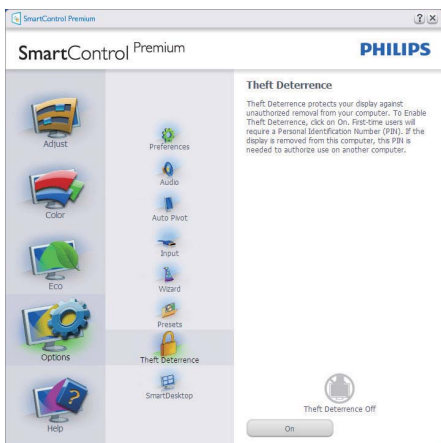 SmartControl Premium
SmartControl Premium
PHILIPS
Adjust
Color
Eco
Options
Help
Preferences
Audio
Auto Pivot
Input
Wizard
Presets
Theft Deterrence
SmartDesktop
Theft Deterrence
Theft Deterrence protects your display against
unauthorized removal from your computer. To Enable
Theft Deterrence, click on On. First-time users will
require a Personal Identification Number (PIN). If the
display is removed from this computer, this PIN is
needed to authorize use on another computer.
Theft Deterrence Off
On